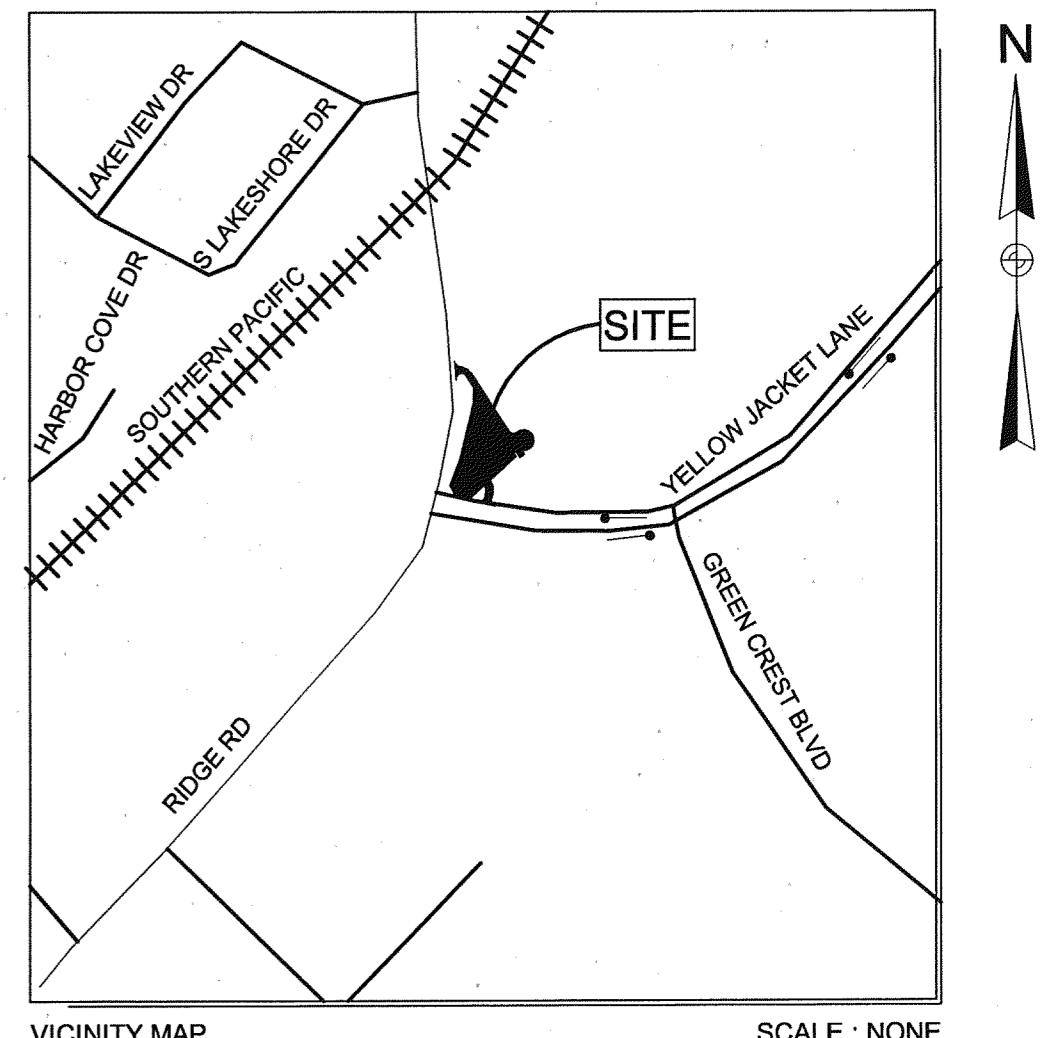 N
LAKEVIEW DR
S LAKESHORE DR
HARBOR COVE DR
SOUTHERN PACIFIC
SITE
YELLOW JACKET LANE
GREEN CREST BLVD
RIDGE RD
VICINITY MAP
SCALE : NONE